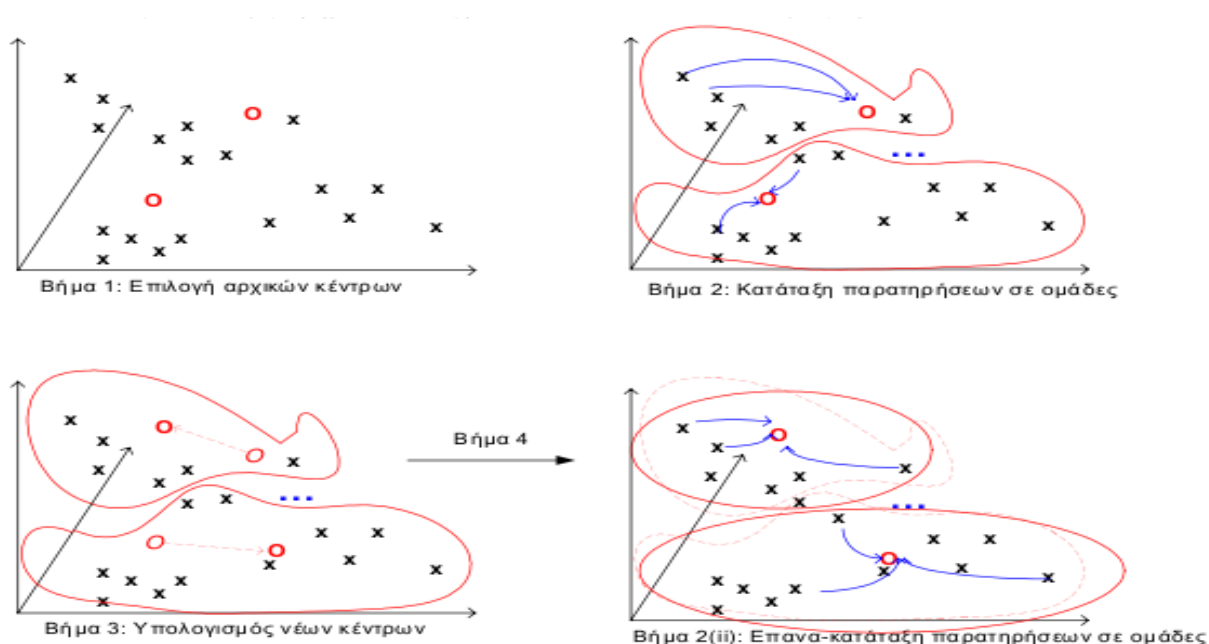 Βήμα 1: Επιλογή αρχικών κέντρων
Βήμα 2: Κατάταξη παρατηρήσεων σε ομάδες
Βήμα 4
Βήμα 3: Υπολογισμός νέων κέντρων
Βήμα 2(ii): Επανα-κατάταξη παρατηρήσεων σε ομάδες